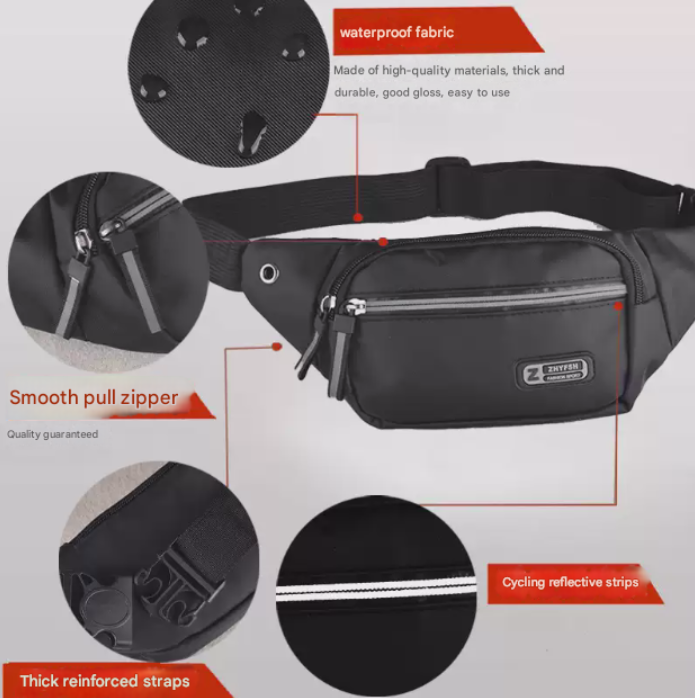 waterproof fabric
Made of high-quality materials, thick and
durable, good gloss, easy to use
Z ZHYFSH
Smooth pull zipper
Quality guaranteed
Cycling reflective strips
Thick reinforced straps